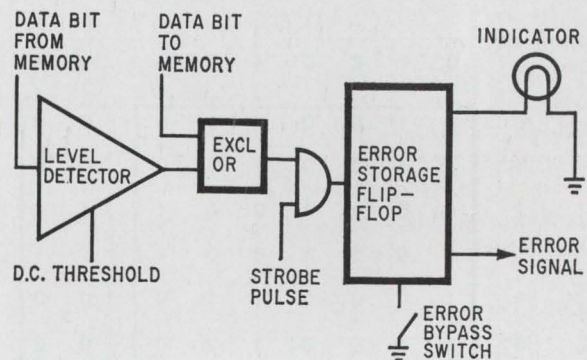 DATA BIT
FROM
MEMORY
DATA BIT
TO
MEMORY
INDICATOR
LEVEL
DETECTOR
EXCL
OR
ERROR
STORAGE
FLIP—
FLOP
D.C. THRESHOLD
STROBE
PULSE
ERROR
SIGNAL
ERROR
BYPASS
SWITCH